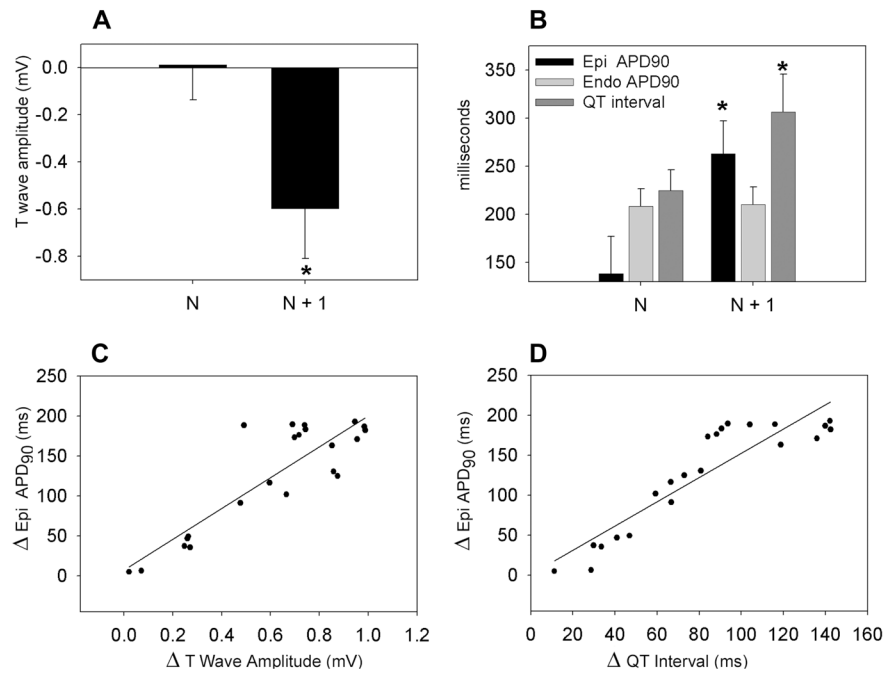 A
T wave amplitude (mV)
0.0
-0.2
-0.4
-0.6
-0.8
*
N
N + 1
B
milliseconds
350
300
250
200
150
Epi APD90
Endo APD90
QT interval
*
*
N
N + 1
C
Δ Epi APD90 (ms)
250
200
150
100
50
0
0.0 0.2 0.4 0.6 0.8 1.0 1.2
Δ T Wave Amplitude (mV)
D
Δ Epi APD90 (ms)
250
200
150
100
50
0
0 20 40 60 80 100 120 140 160
Δ QT Interval (ms)